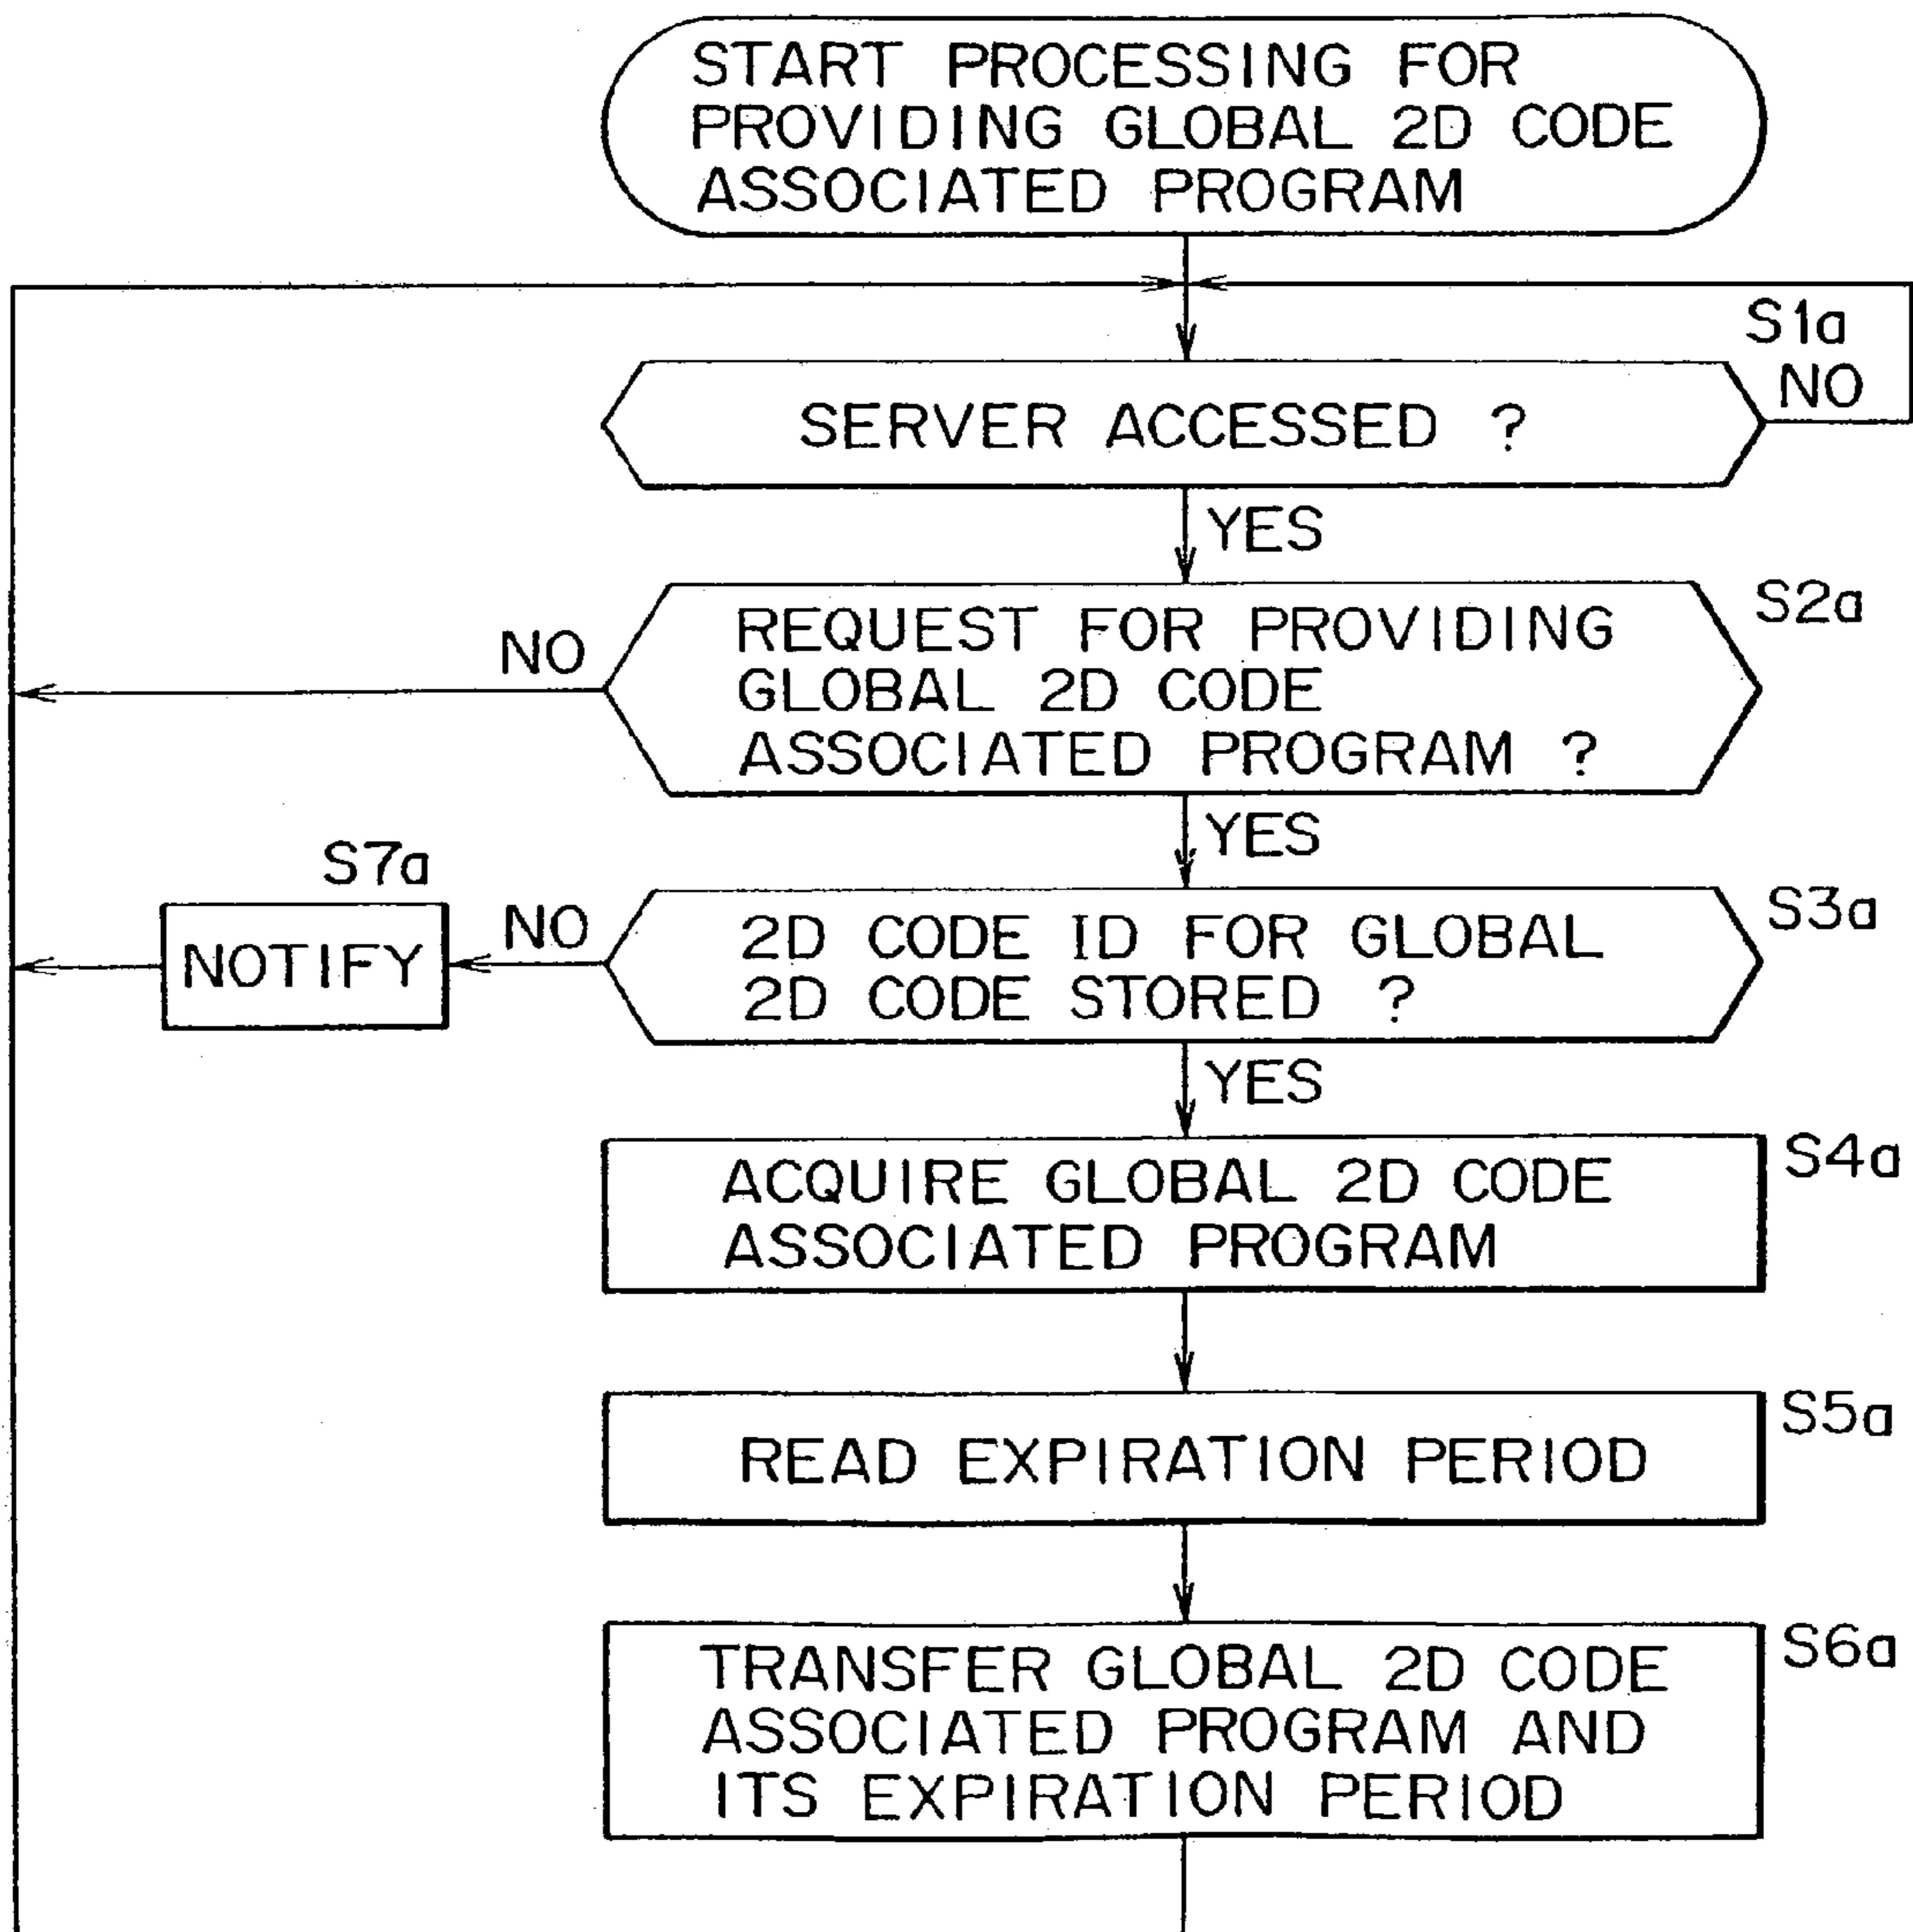 START PROCESSING FOR
PROVIDING GLOBAL 2D CODE
ASSOCIATED PROGRAM
S1a
NO
SERVER ACCESSED ?
YES
S2a
NO
REQUEST FOR PROVIDING
GLOBAL 2D CODE
ASSOCIATED PROGRAM ?
YES
S7a
NOTIFY
NO
S3a
2D CODE ID FOR GLOBAL
2D CODE STORED ?
YES
S4a
ACQUIRE GLOBAL 2D CODE
ASSOCIATED PROGRAM
S5a
READ EXPIRATION PERIOD
S6a
TRANSFER GLOBAL 2D CODE
ASSOCIATED PROGRAM AND
ITS EXPIRATION PERIOD